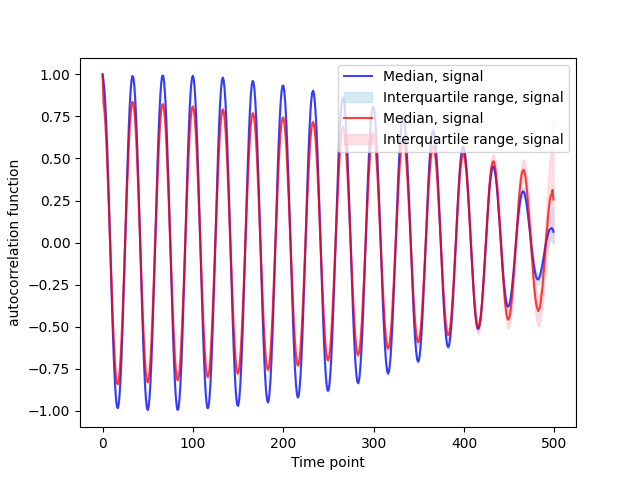 1.00
0.75
0.50
0.25
0.00
−0.25
−0.50
−0.75
−1.00
autocorrelation function
Median, signal
Interquartile range, signal
Median, signal
Interquartile range, signal
0 100 200 300 400 500
Time point